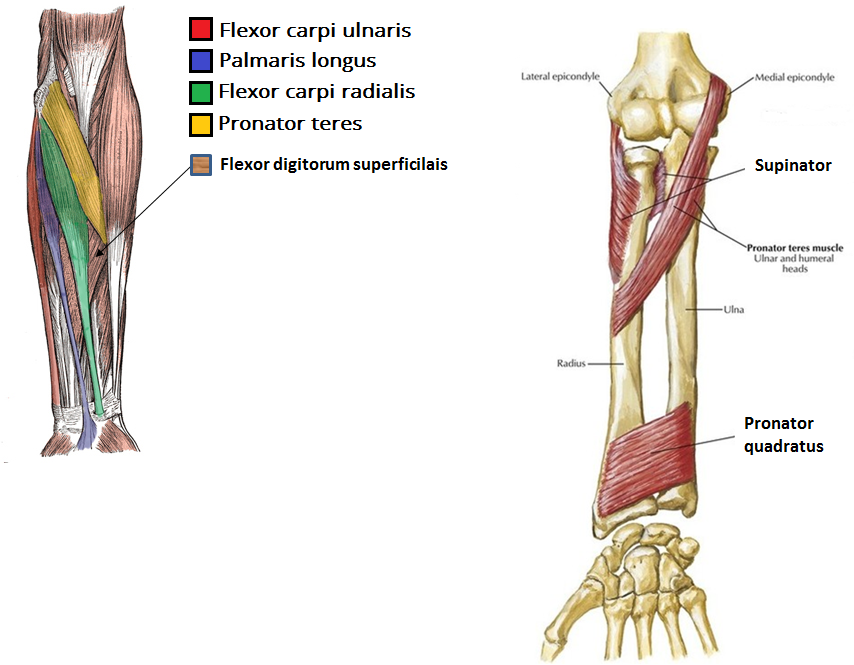 Flexor carpi ulnaris
Palmaris longus
Flexor carpi radialis
Pronator teres
Flexor digitorum superficilais
Lateral epicondyle
Medial epicondyle
Supinator
Pronator teres muscle
Ulnar and humeral
heads
Ulna
Radius
Pronator
quadratus